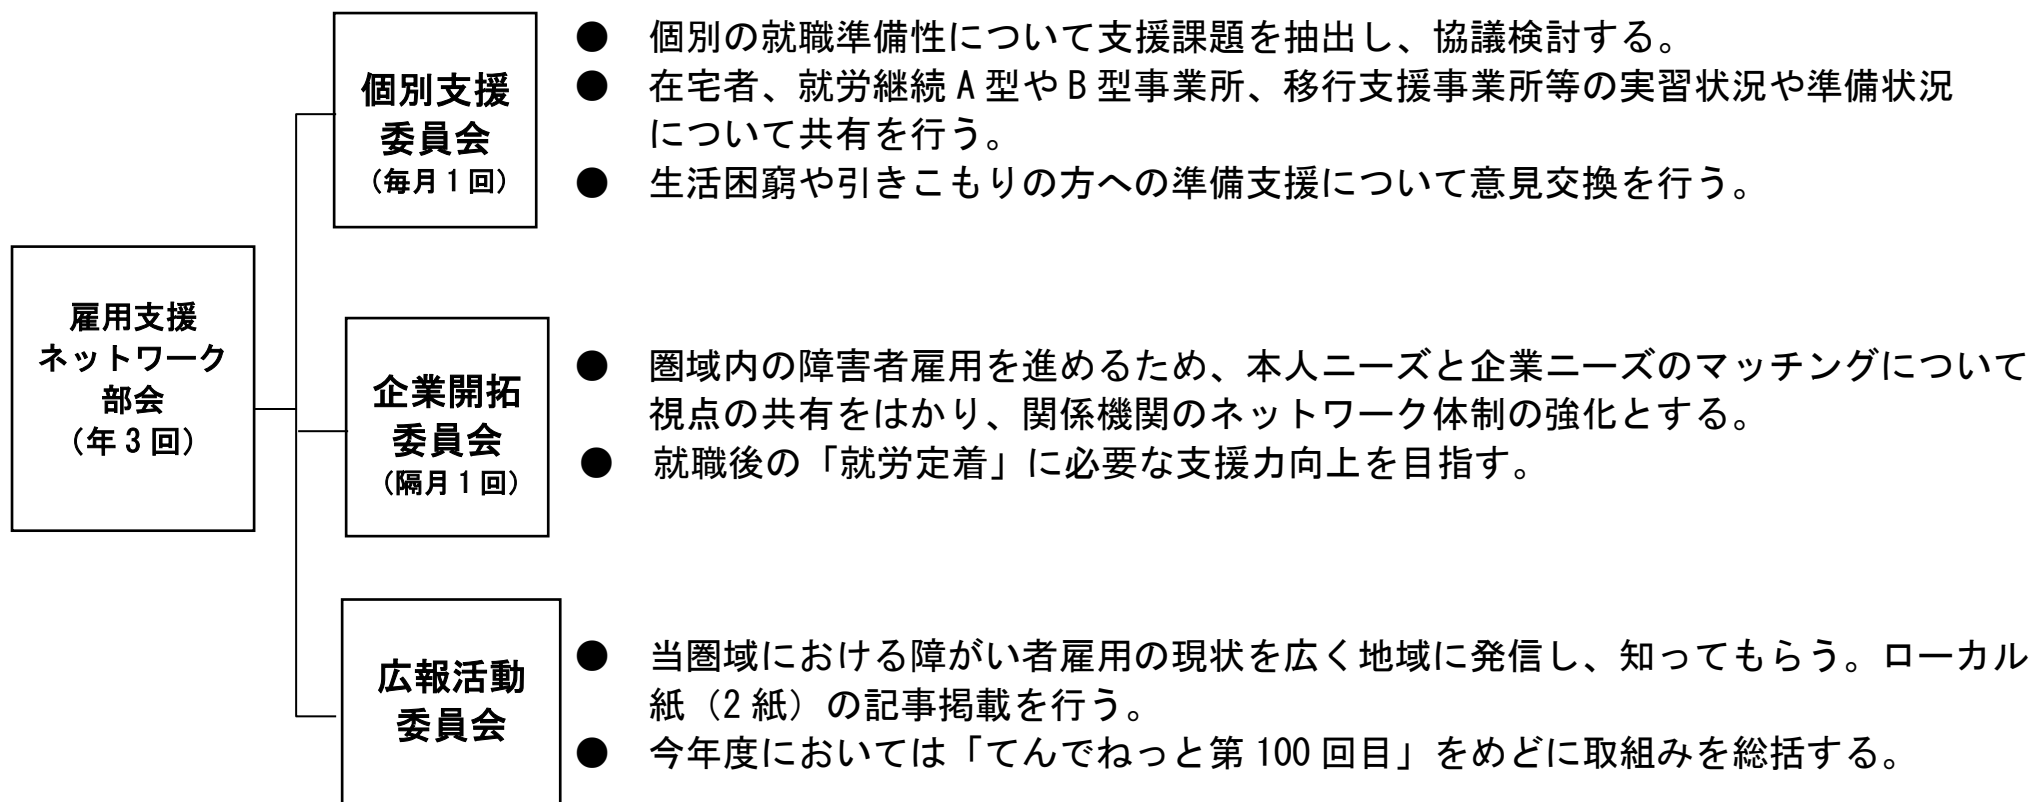 個別支援
委員会
（毎月1回）
● 個別の就職準備性について支援課題を抽出し、協議検討する。
● 在宅者、就労継続A型やB型事業所、移行支援事業所等の実習状況や準備状況
について共有を行う。
● 生活困窮や引きこもりの方への準備支援について意見交換を行う。
雇用支援
ネットワーク
部会
（年3回）
企業開拓
委員会
（隔月1回）
● 圏域内の障害者雇用を進めるため、本人ニーズと企業ニーズのマッチングについて
視点の共有をはかり、関係機関のネットワーク体制の強化とする。
● 就職後の「就労定着」に必要な支援力向上を目指す。
広報活動
委員会
● 当圏域における障がい者雇用の現状を広く地域に発信し、知ってもらう。ローカル
紙（2紙）の記事掲載を行う。
● 今年度においては「てんでねっと第100回目」をめどに取組みを総括する。